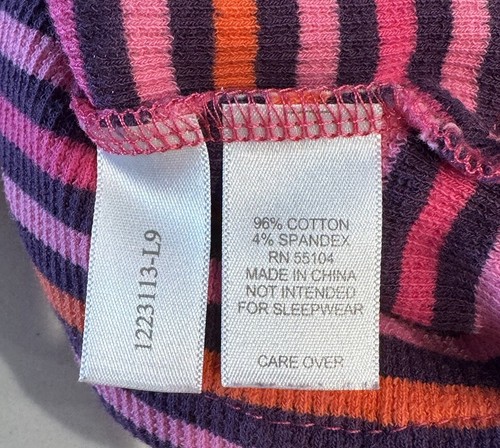 1223113-L9
96% COTTON
4% SPANDEX
RN 55104
MADE IN CHINA
NOT INTENDED
FOR SLEEPWEAR
CARE OVER